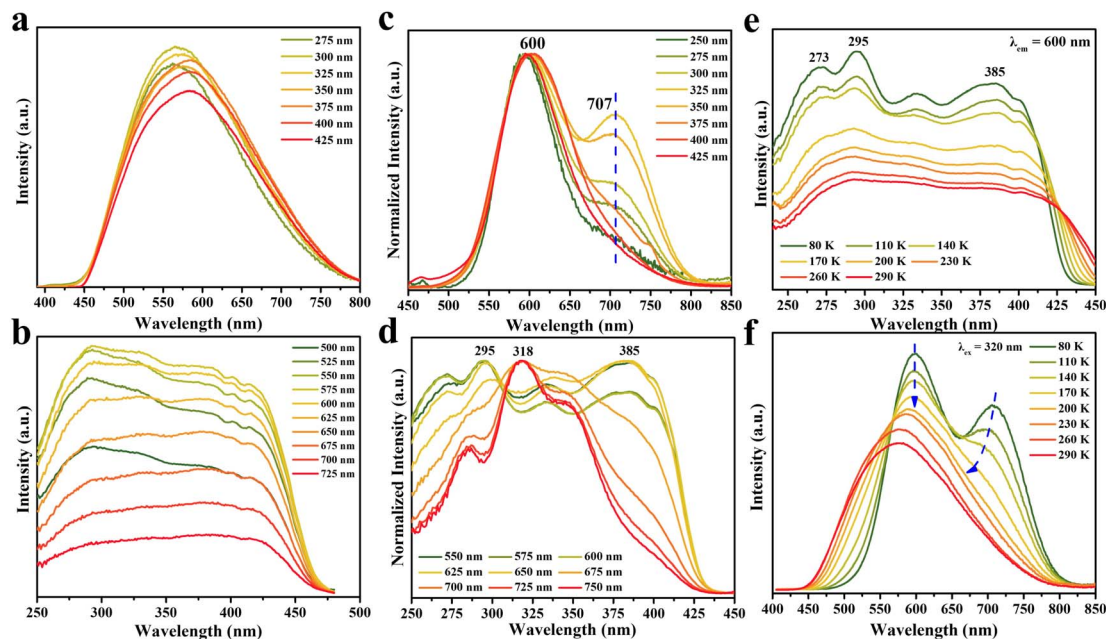 a
275 nm
300 nm
325 nm
350 nm
375 nm
400 nm
425 nm
Intensity (a.u.)
400 450 500 550 600 650 700 750 800
Wavelength (nm)
b
500 nm
525 nm
550 nm
575 nm
600 nm
625 nm
650 nm
675 nm
700 nm
725 nm
Intensity (a.u.)
250 300 350 400 450 500
Wavelength (nm)
c
600
707
250 nm
275 nm
300 nm
325 nm
350 nm
375 nm
400 nm
425 nm
Normalized Intensity (a.u.)
450 500 550 600 650 700 750 800 850
Wavelength (nm)
d
295 318 385
550 nm 575 nm 600 nm
625 nm 650 nm 675 nm
700 nm 725 nm 750 nm
Normalized Intensity (a.u.)
250 275 300 325 350 375 400 425 450
Wavelength (nm)
e
273 295 385
λem = 600 nm
80 K 110 K 140 K
170 K 200 K 230 K
260 K 290 K
Intensity (a.u.)
250 275 300 325 350 375 400 425 450
Wavelength (nm)
f
λex = 320 nm
80 K
110 K
140 K
170 K
200 K
230 K
260 K
290 K
Intensity (a.u.)
400 450 500 550 600 650 700 750 800 850
Wavelength (nm)